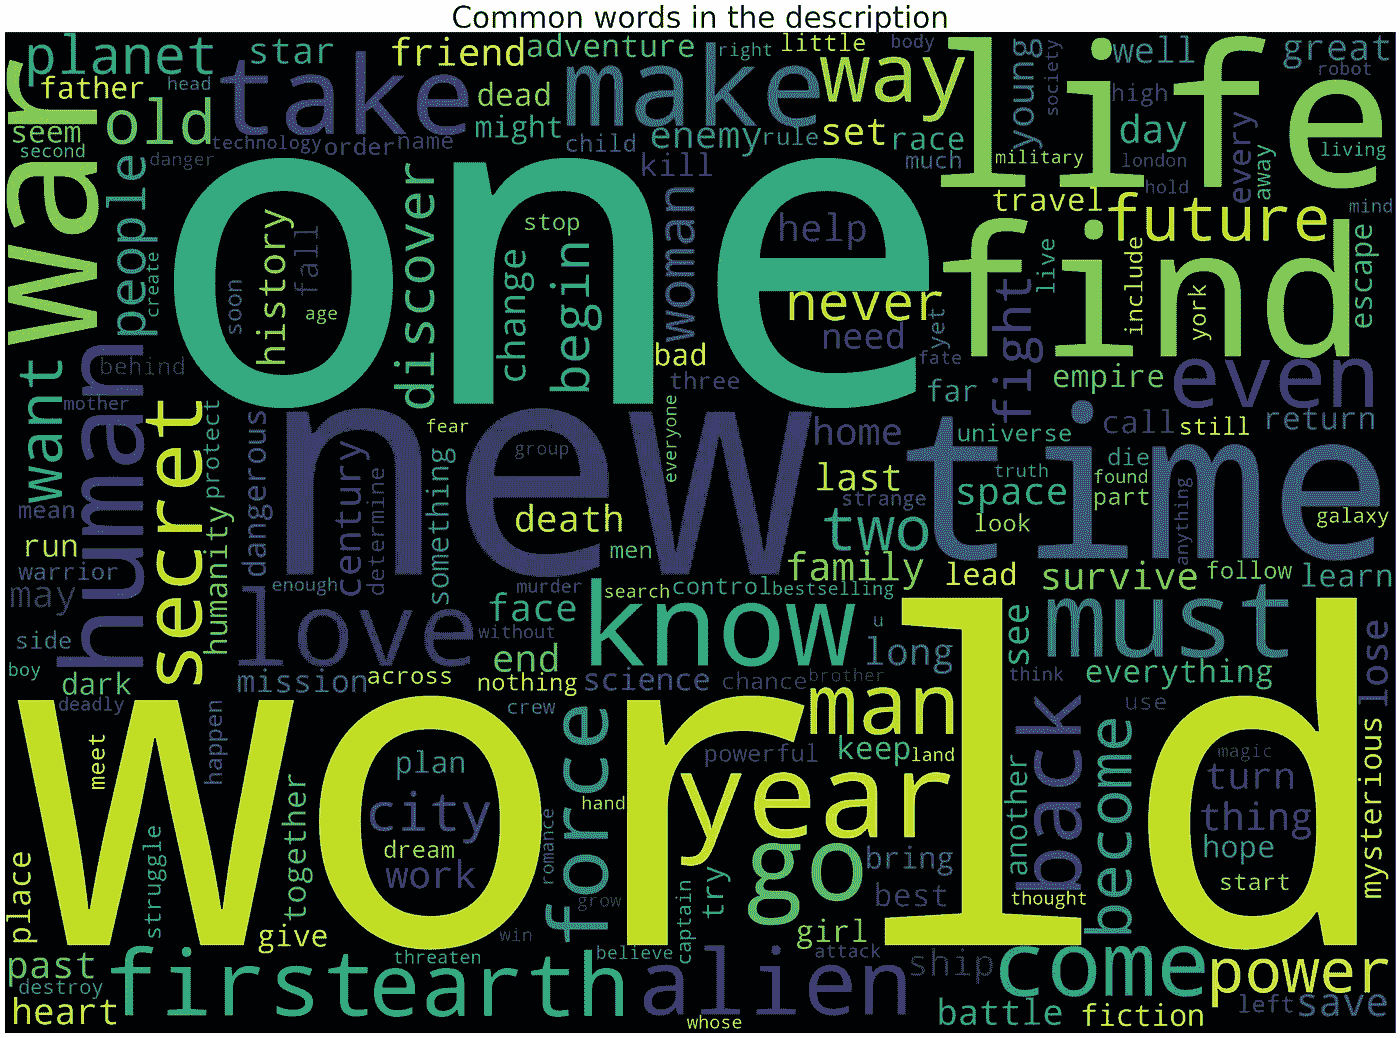 Common words in the description
planet star friend adventure right little body well great
father head take dead make way young society high robot
war seem old might enemy set race day life
second technology order name child rule much military london every living
danger people kill travel hold away mind
one stop help future
history fall discover change begin woman never live include find york escape
create soon age need yet fight
want behind human bad three fate far empire even
mother secret protect dangerous new fear everyone home universe call still return
group last strange time truth die
mean century something death space found part anything
run determine men two look galaxy
warrior humanity enough murder family lead survive follow learn
may love face search control bestselling
side without know u long see must lose
boy dark mission across end nothing science chance brother think everything
deadly happen crew man use
meet plan force powerful keep land another back become magic mysterious
city year turn
together hand thing
dream work romance go bring hope
place struggle grow captain try best thought start
world give win girl
past first threaten earth believe alien attack ship come power
destroy heart whose battle fiction left save